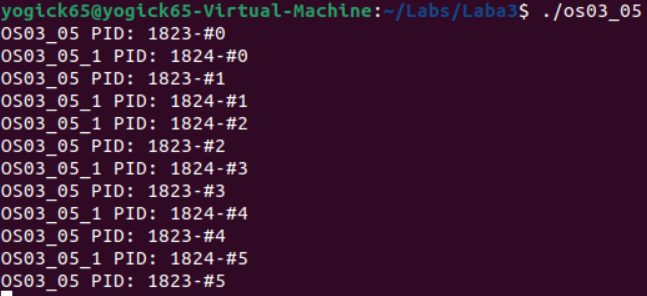 yogick65@yogick65-Virtual-Machine:~/Labs/Laba3$ ./os03_05
OS03_05 PID: 1823-#0
OS03_05_1 PID: 1824-#0
OS03_05 PID: 1823-#1
OS03_05_1 PID: 1824-#1
OS03_05_1 PID: 1824-#2
OS03_05 PID: 1823-#2
OS03_05_1 PID: 1824-#3
OS03_05 PID: 1823-#3
OS03_05_1 PID: 1824-#4
OS03_05 PID: 1823-#4
OS03_05_1 PID: 1824-#5
OS03_05 PID: 1823-#5